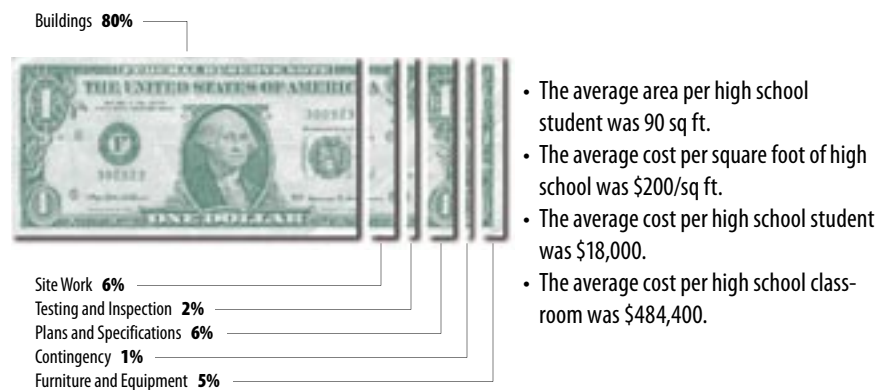 Buildings 80%
FEDERAL RESERVE NOTE
THE UNITED STATES OF AMERICA
ONE DOLLAR
Site Work 6%
Testing and Inspection 2%
Plans and Specifications 6%
Contingency 1%
Furniture and Equipment 5%
• The average area per high school
student was 90 sq ft.
• The average cost per square foot of high
school was $200/sq ft.
• The average cost per high school student
was $18,000.
• The average cost per high school class-
room was $484,400.